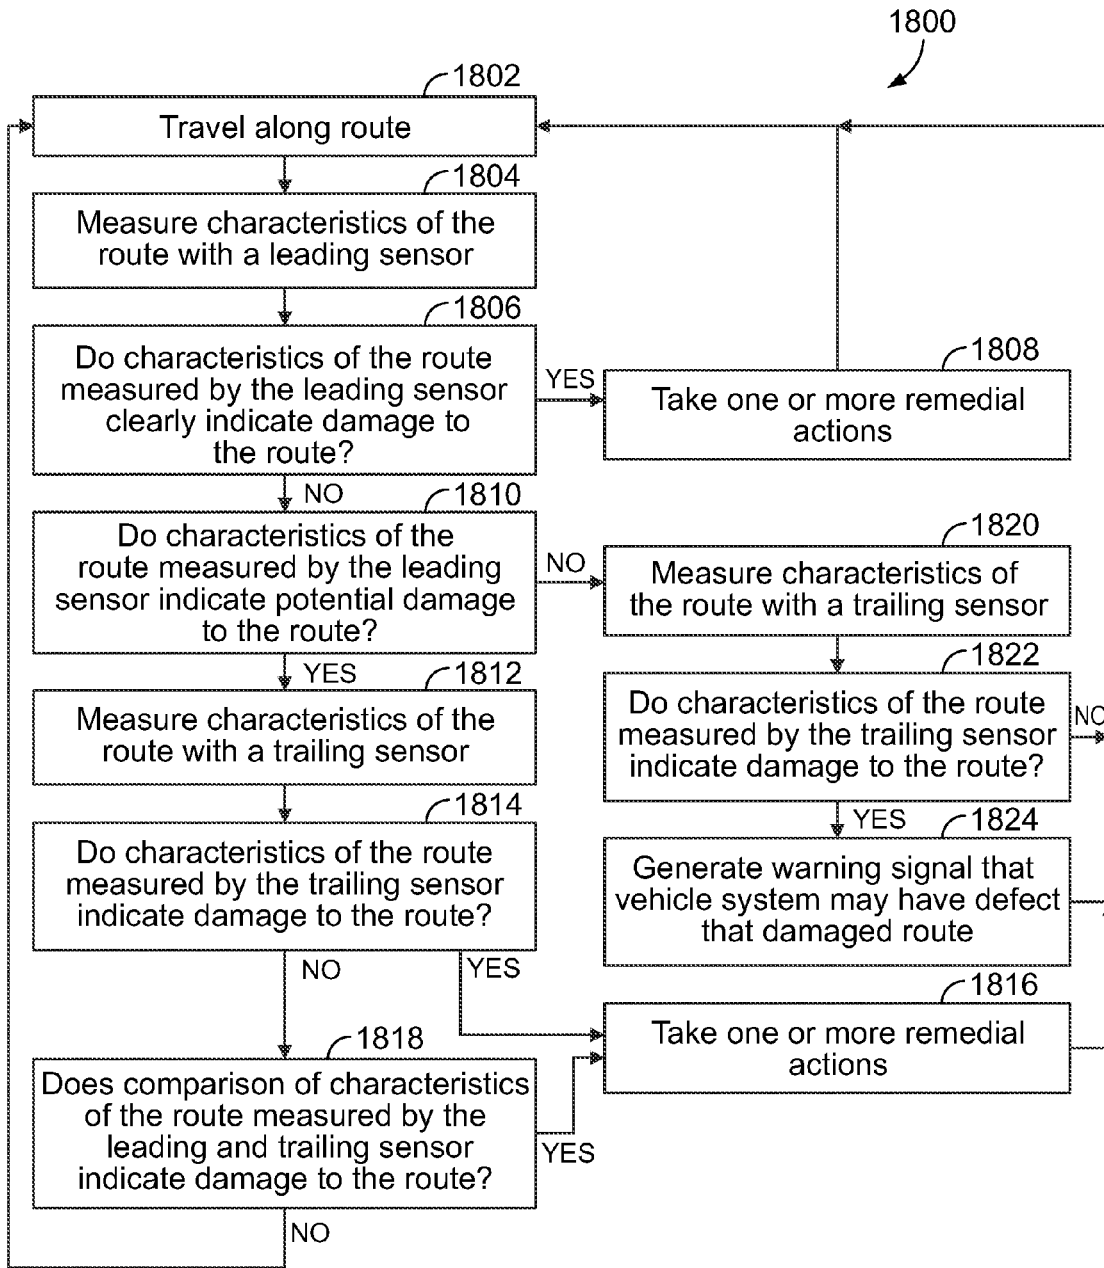 1800
1802
Travel along route
1804
Measure characteristics of the
route with a leading sensor
1806
Do characteristics of the route
measured by the leading sensor
clearly indicate damage to
the route?
YES
1808
Take one or more remedial
actions
NO
1810
Do characteristics of the
route measured by the leading
sensor indicate potential damage
to the route?
NO
1820
Measure characteristics of
the route with a trailing sensor
YES
1812
Measure characteristics of the
route with a trailing sensor
1822
Do characteristics of the route
measured by the trailing sensor
indicate damage to the route?
NO
1814
Do characteristics of the route
measured by the trailing sensor
indicate damage to the route?
YES
1824
Generate warning signal that
vehicle system may have defect
that damaged route
NO
YES
1816
Take one or more remedial
actions
1818
Does comparison of characteristics
of the route measured by the
leading and trailing sensor
indicate damage to the route?
YES
NO